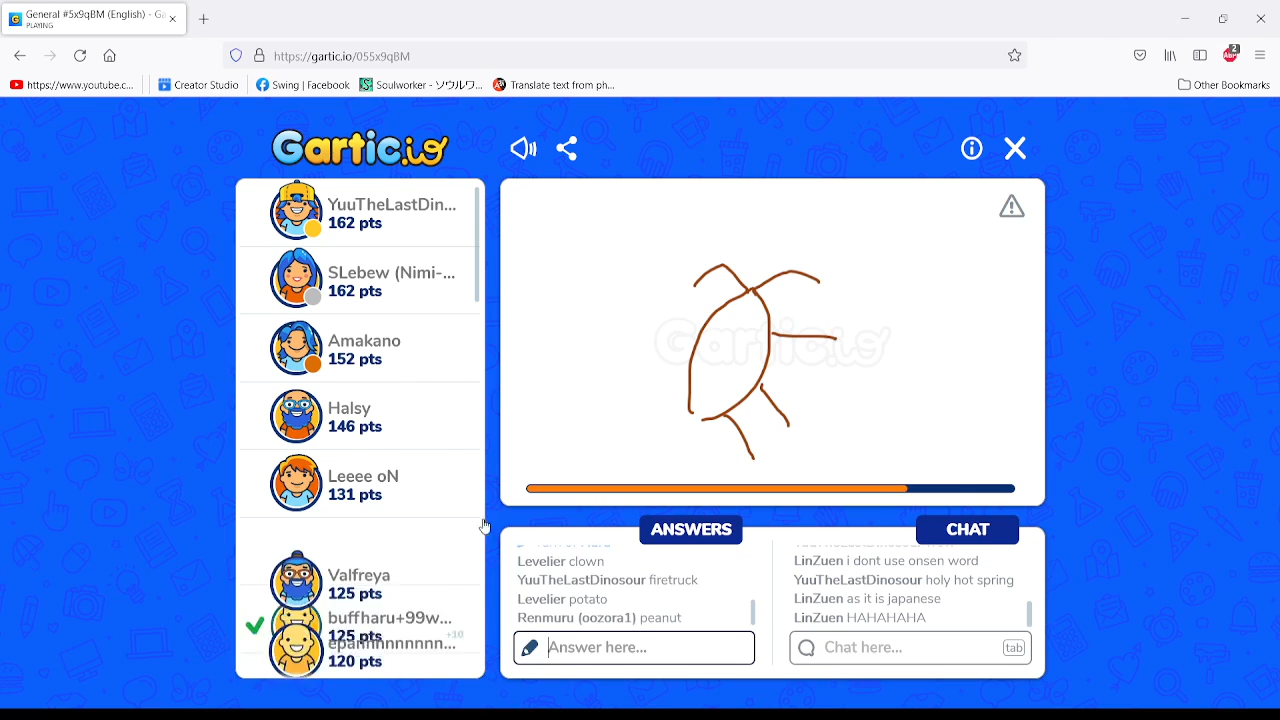 General #5x9qBM (English) - Ga
PLAYING
https://gartic.io/055x9qBM
2
https://www.youtube.c...
Creator Studio
Swing | Facebook
Soulworker - ソウルワ...
Translate text from ph...
Other Bookmarks
Gartic.io
YuuTheLastDin...
162 pts
SLebew (Nimi-...
162 pts
Amakano
152 pts
Halsy
146 pts
Leeee oN
131 pts
Valfreya
125 pts
buffharu+99w...
125 pts
+10
120 pts
Gartic.io
ANSWERS
Levelier clown
YuuTheLastDinosour firetruck
Levelier potato
Renmuru (oozora1) peanut
Answer here...
CHAT
LinZuen i dont use onsen word
YuuTheLastDinosour holy hot spring
LinZuen as it is japanese
LinZuen HAHAHAHA
Chat here...
tab